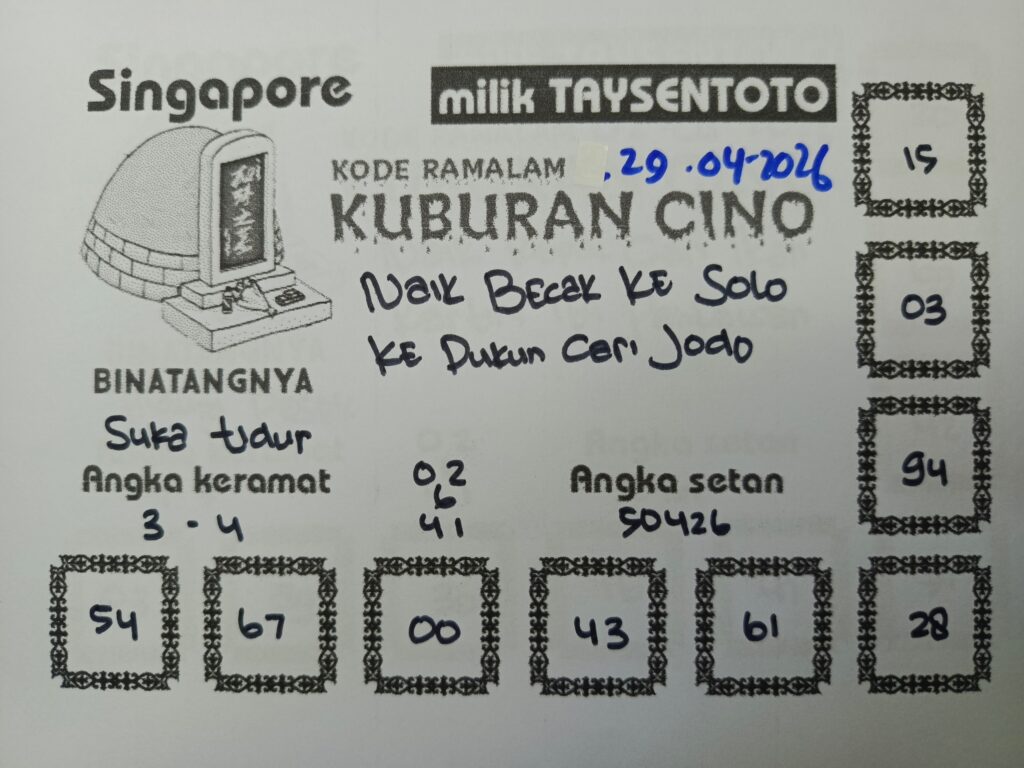 Singapore
milik TAYSENTOTO
KODE RAMALAM .29.04-2026
KUBURAN CINO
Naik Becak KE Solo
KE Dukun Cari Jodo
BINATANGNYA
Suka tidur
Angka keramat
3 - 4
0,2
6
41
Angka setan
50426
15
03
94
54 67 00 43 61 28